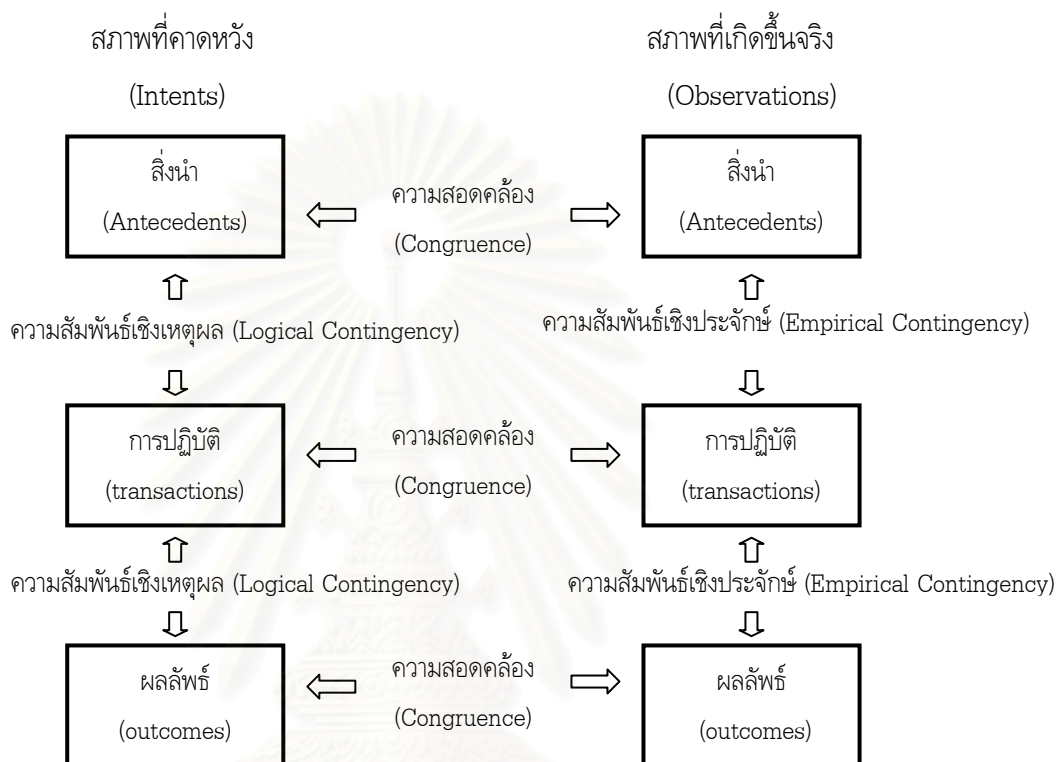 สภาพที่คาดหวัง
(Intents)
สภาพที่เกิดขึ้นจริง
(Observations)
สิ่งนำ
(Antecedents)
ความสอดคล้อง
(Congruence)
สิ่งนำ
(Antecedents)
ความสัมพันธ์เชิงเหตุผล (Logical Contingency)
ความสัมพันธ์เชิงประจักษ์ (Empirical Contingency)
การปฏิบัติ
(transactions)
ความสอดคล้อง
(Congruence)
การปฏิบัติ
(transactions)
ความสัมพันธ์เชิงเหตุผล (Logical Contingency)
ความสัมพันธ์เชิงประจักษ์ (Empirical Contingency)
ผลลัพธ์
(outcomes)
ความสอดคล้อง
(Congruence)
ผลลัพธ์
(outcomes)